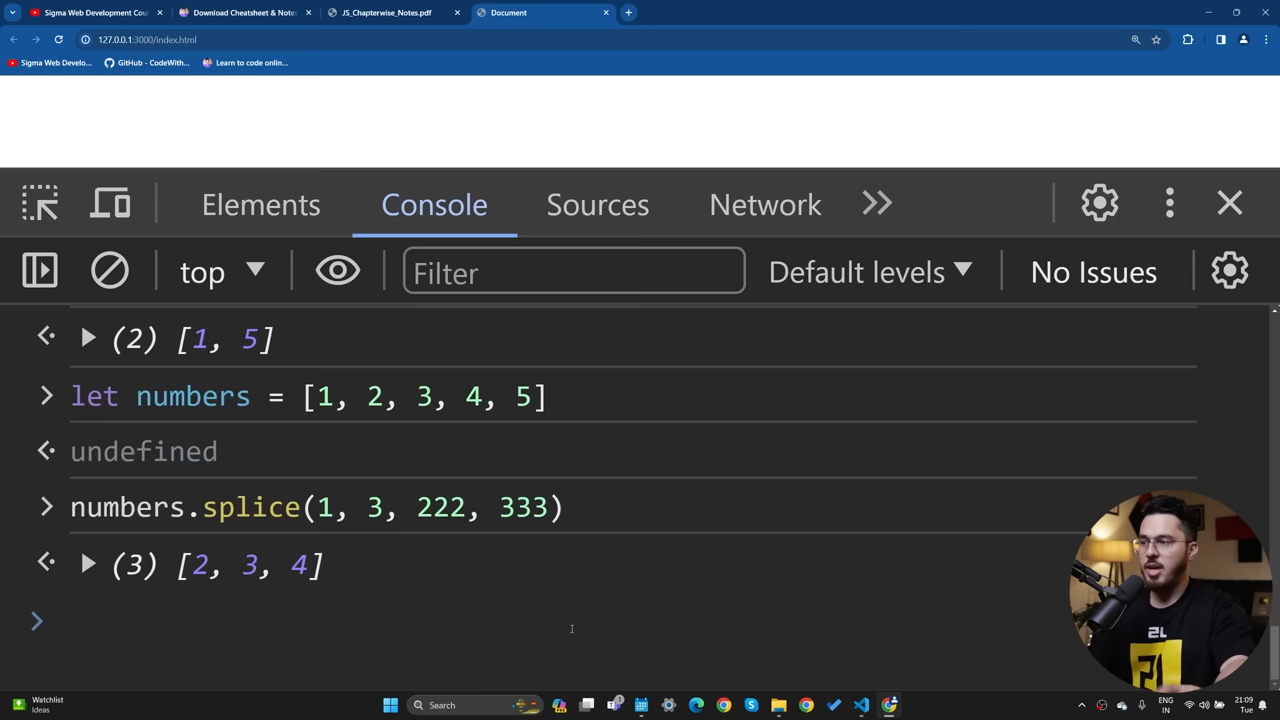 Sigma Web Development Cou
Download Cheatsheet & Note
JS_Chapterwise_Notes.pdf
Document
127.0.0.1:3000/index.html
Sigma Web Develo...
GitHub - CodeWith...
Learn to code onlin...
Elements
Console
Sources
Network
top
Filter
Default levels
No Issues
(2) [1, 5]
let numbers = [1, 2, 3, 4, 5]
undefined
numbers.splice(1, 3, 222, 333)
(3) [2, 3, 4]
Watchlist
Ideas
Search
ENG
IN
21:09
Tue